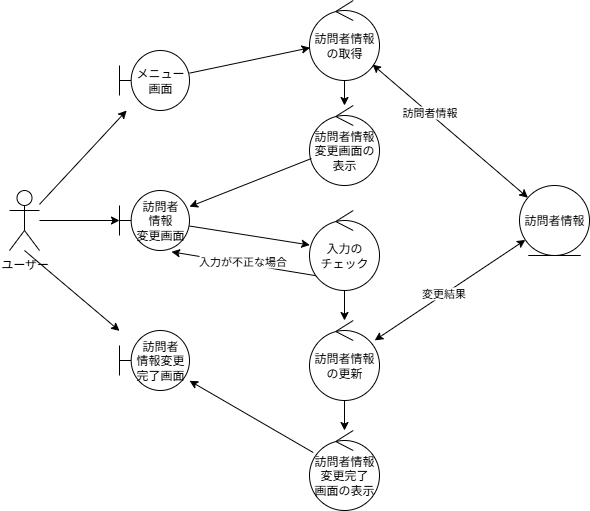 訪問者情報
の取得
メニュー
画面
訪問者情報
訪問者情報
変更画面の
表示
訪問者
情報
変更画面
訪問者情報
ユーザー
入力の
チェック
入力が不正な場合
変更結果
訪問者
情報変更
完了画面
訪問者情報
の更新
訪問者情報
変更完了
画面の表示